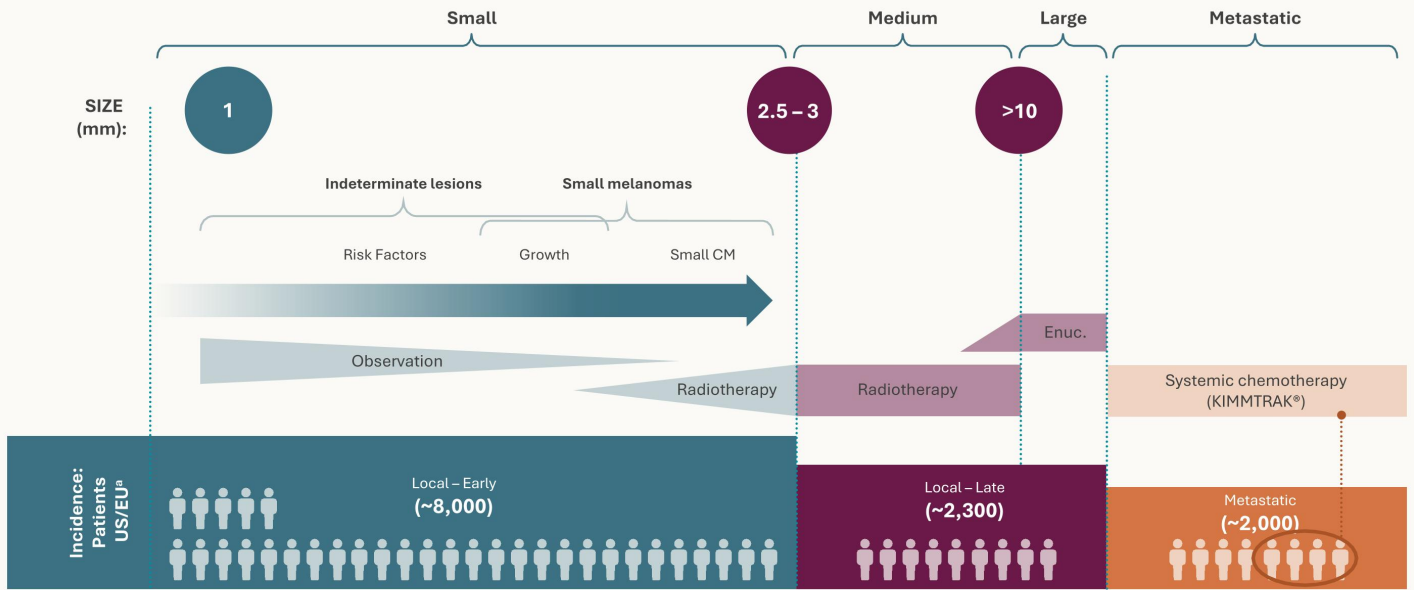 Small
Medium
Large
Metastatic
SIZE
(mm):
1
2.5 – 3
>10
Indeterminate lesions
Small melanomas
Risk Factors
Growth
Small CM
Enuc.
Observation
Radiotherapy
Radiotherapy
Systemic chemotherapy
(KIMMTRAK®)
Incidence:
Patients
US/EUª
Local – Early
(~8,000)
Local – Late
(~2,300)
Metastatic
(~2,000)